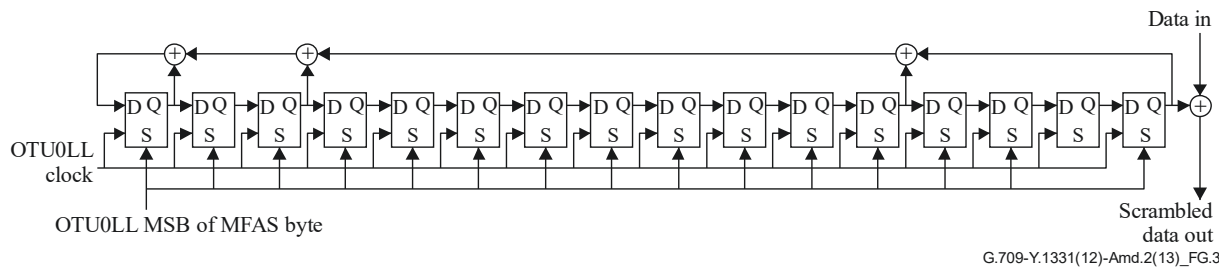 Data in
D Q D Q D Q D Q D Q D Q D Q D Q D Q D Q D Q D Q D Q D Q D Q D Q
S S S S S S S S S S S S S S S S
OTU0LL
clock
OTU0LL MSB of MFAS byte
Scrambled
data out
G.709-Y.1331(12)-Amd.2(13)_FG.3